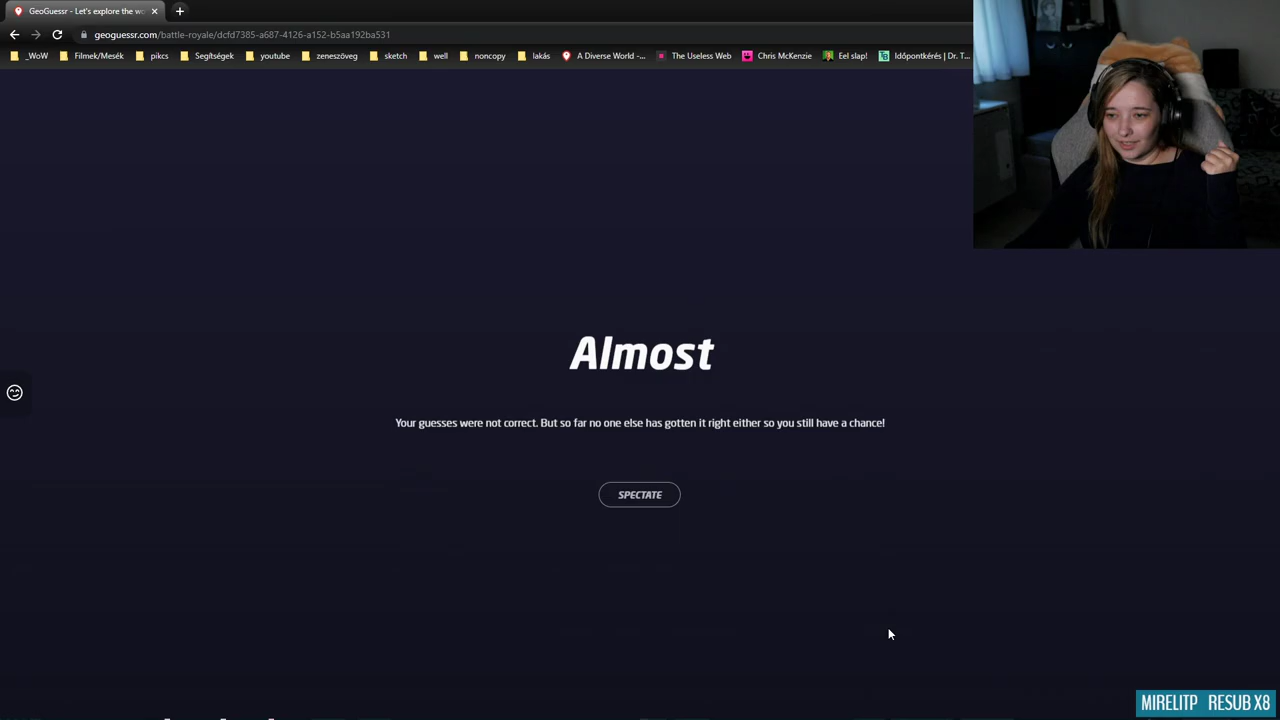 GeoGuessr - Let's explore the wo
geoguessr.com/battle-royale/dcfd7385-a687-4126-a152-b5aa192ba531
_WoW Filmek/Mesék pikcs Segítségek youtube zeneszöveg sketch well noncopy lakás A Diverse World -... The Useless Web Chris McKenzie Eel slap! Időpontkérés | Dr. T...
Almost
Your guesses were not correct. But so far no one else has gotten it right either so you still have a chance!
SPECTATE
MIRELITP RESUB X8